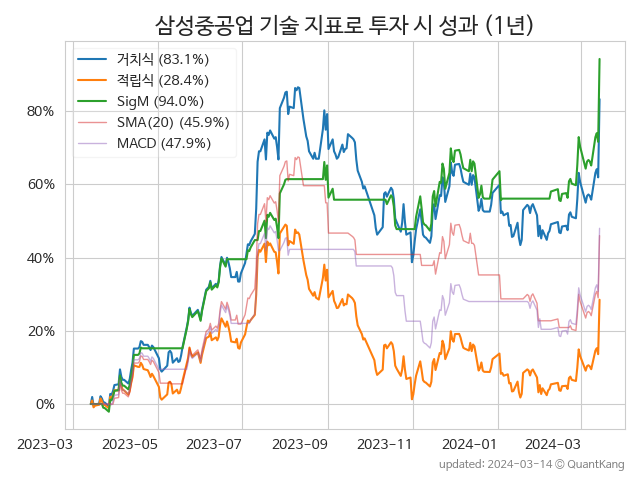 삼성중공업 기술 지표로 투자 시 성과 (1년)
거치식 (83.1%)
적립식 (28.4%)
SigM (94.0%)
SMA(20) (45.9%)
MACD (47.9%)
80%
60%
40%
20%
0%
2023-03 2023-05 2023-07 2023-09 2023-11 2024-01 2024-03
updated: 2024-03-14 © QuantKang